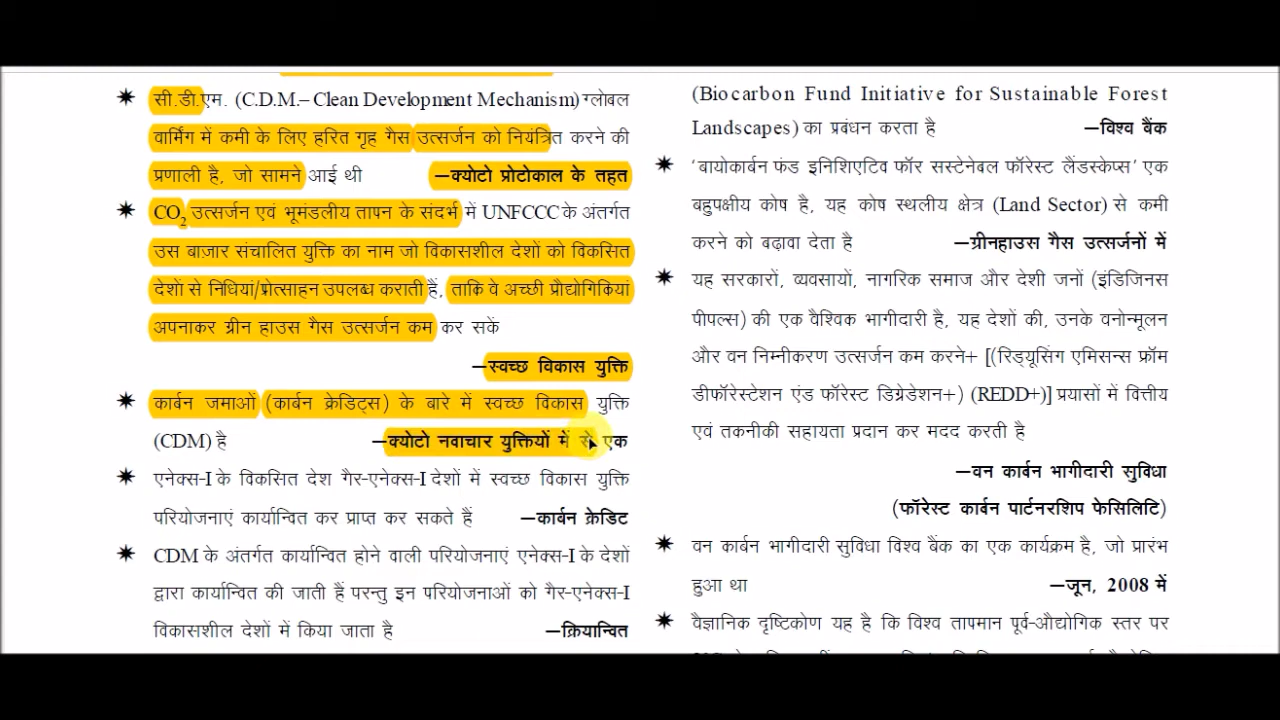 सी.डी.एम. (C.D.M.– Clean Development Mechanism) ग्लोबल
वार्मिंग में कमी के लिए हरित गृह गैस उत्सर्जन को नियंत्रित करने की
प्रणाली है, जो सामने आई थी —क्योटो प्रोटोकाल के तहत
CO2 उत्सर्जन एवं भूमंडलीय तापन के संदर्भ में UNFCCC के अंतर्गत
उस बाज़ार संचालित युक्ति का नाम जो विकासशील देशों को विकसित
देशों से निधियां/प्रोत्साहन उपलब्ध कराती हैं, ताकि वे अच्छी प्रौद्योगिकियां
अपनाकर ग्रीन हाउस गैस उत्सर्जन कम कर सकें
—स्वच्छ विकास युक्ति
कार्बन जमाओं (कार्बन क्रेडिट्स) के बारे में स्वच्छ विकास युक्ति
(CDM) है —क्योटो नवाचार युक्तियों में से एक
एनेक्स-I के विकसित देश गैर-एनेक्स-I देशों में स्वच्छ विकास युक्ति
परियोजनाएं कार्यान्वित कर प्राप्त कर सकते हैं —कार्बन क्रेडिट
CDM के अंतर्गत कार्यान्वित होने वाली परियोजनाएं एनेक्स-I के देशों
द्वारा कार्यान्वित की जाती हैं परन्तु इन परियोजनाओं को गैर-एनेक्स-I
विकासशील देशों में किया जाता है —क्रियान्वित
(Biocarbon Fund Initiative for Sustainable Forest
Landscapes) का प्रबंधन करता है —विश्व बैंक
'बायोकार्बन फंड इनिशिएटिव फॉर सस्टेनेबल फॉरेस्ट लैंडस्केप्स' एक
बहुपक्षीय कोष है, यह कोष स्थलीय क्षेत्र (Land Sector) से कमी
करने को बढ़ावा देता है —ग्रीनहाउस गैस उत्सर्जनों में
यह सरकारों, व्यवसायों, नागरिक समाज और देशी जनों (इंडिजिनस
पीपल्स) की एक वैश्विक भागीदारी है, यह देशों की, उनके वनोन्मूलन
और वन निम्नीकरण उत्सर्जन कम करने+ [(रिड्यूसिंग एमिसन्स फ्रॉम
डीफॉरेस्टेशन एंड फॉरेस्ट डिग्रेडेशन+) (REDD+)] प्रयासों में वित्तीय
एवं तकनीकी सहायता प्रदान कर मदद करती है
—वन कार्बन भागीदारी सुविधा
(फॉरेस्ट कार्बन पार्टनरशिप फेसिलिटि)
वन कार्बन भागीदारी सुविधा विश्व बैंक का एक कार्यक्रम है, जो प्रारंभ
हुआ था —जून, 2008 में
वैज्ञानिक दृष्टिकोण यह है कि विश्व तापमान पूर्व-औद्योगिक स्तर पर